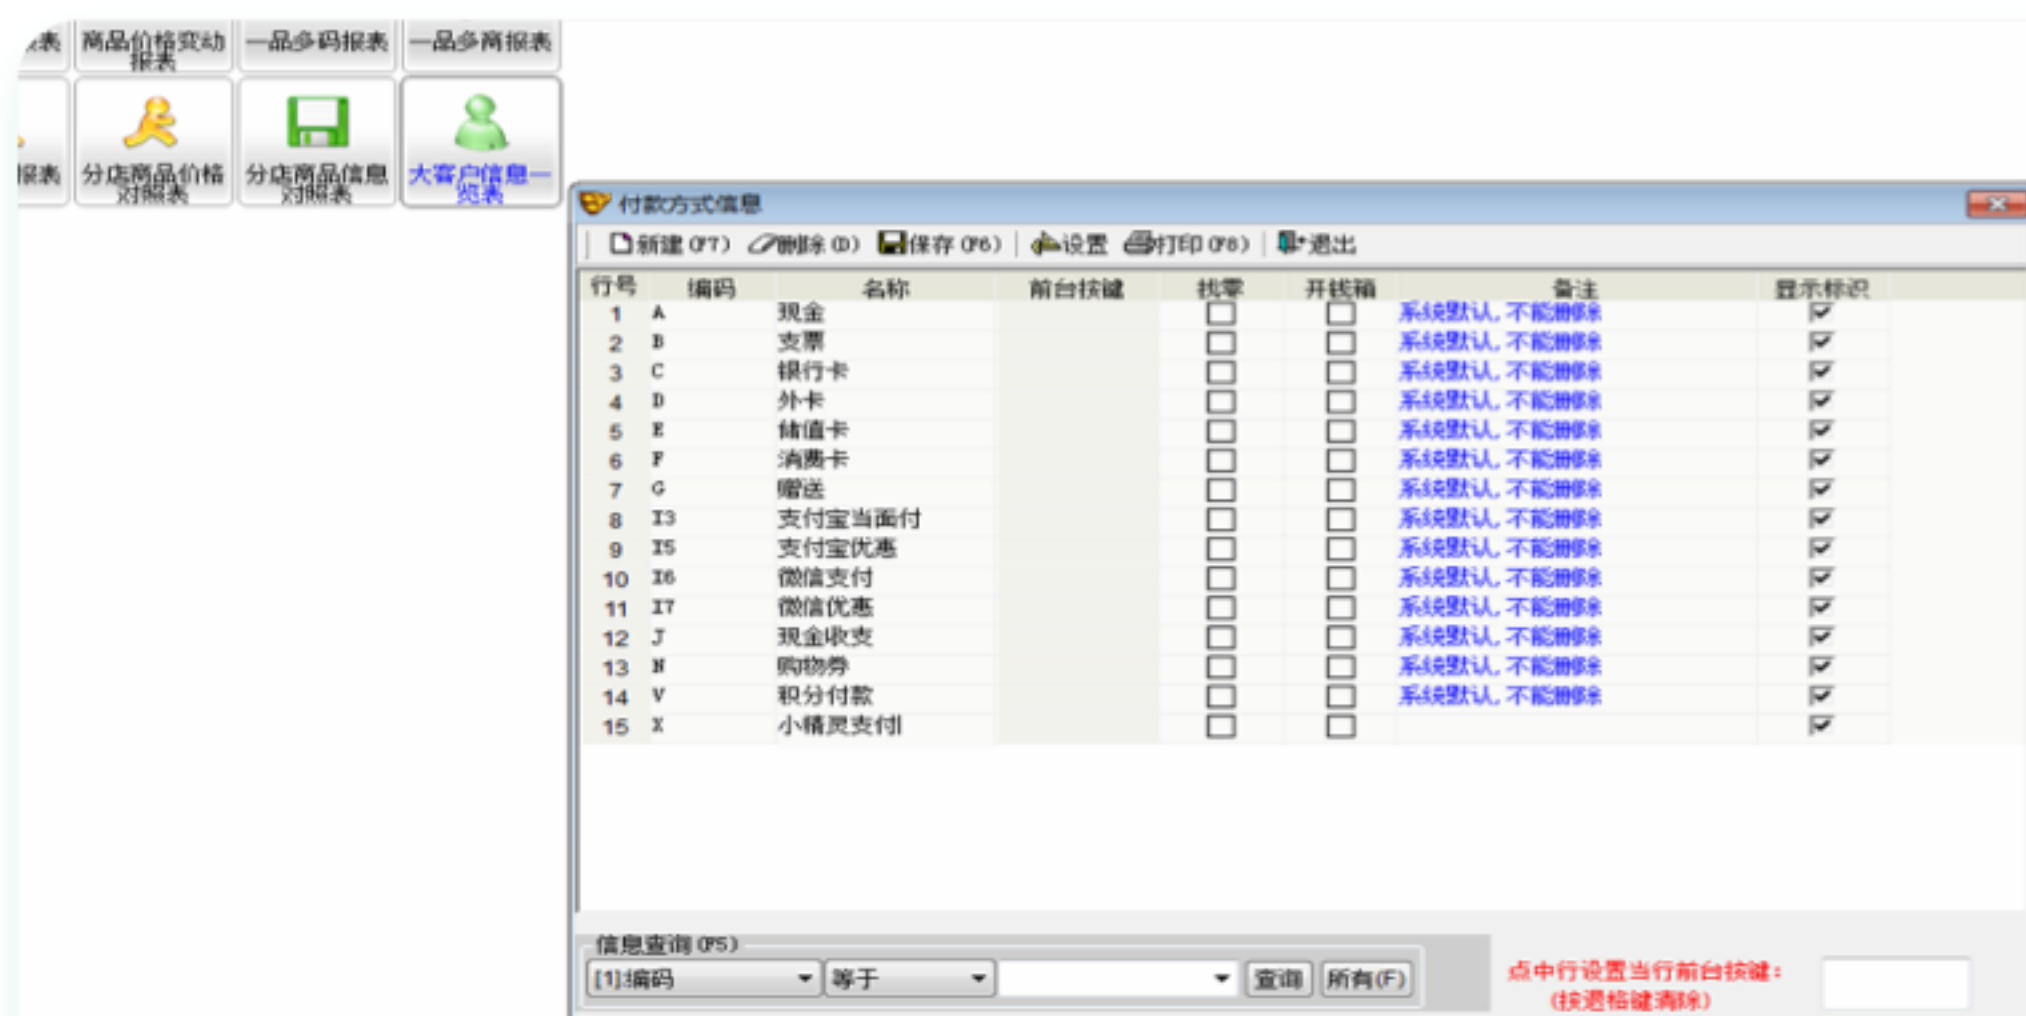 表 商品价格变动 一品多码报表 一品多商报表
报表
报表 分店商品价格 分店商品信息 大客户信息一
对照表 对照表 览表
付款方式信息
新建(F7) 删除(D) 保存(F6) 设置 打印(F8) 退出
行号 编码 名称 前台按键 找零 开钱箱 备注 显示标识
1 A 现金 系统默认,不能删除
2 B 支票 系统默认,不能删除
3 C 银行卡 系统默认,不能删除
4 D 外卡 系统默认,不能删除
5 E 储值卡 系统默认,不能删除
6 F 消费卡 系统默认,不能删除
7 G 赠送 系统默认,不能删除
8 I3 支付宝当面付 系统默认,不能删除
9 I5 支付宝优惠 系统默认,不能删除
10 I6 微信支付 系统默认,不能删除
11 I7 微信优惠 系统默认,不能删除
12 J 现金收支 系统默认,不能删除
13 N 购物券 系统默认,不能删除
14 V 积分付款 系统默认,不能删除
15 X 小精灵支付
信息查询(F5)
[1]:编码 等于 查询 所有(F)
点中行设置当行前台按键:
(按退格键清除)